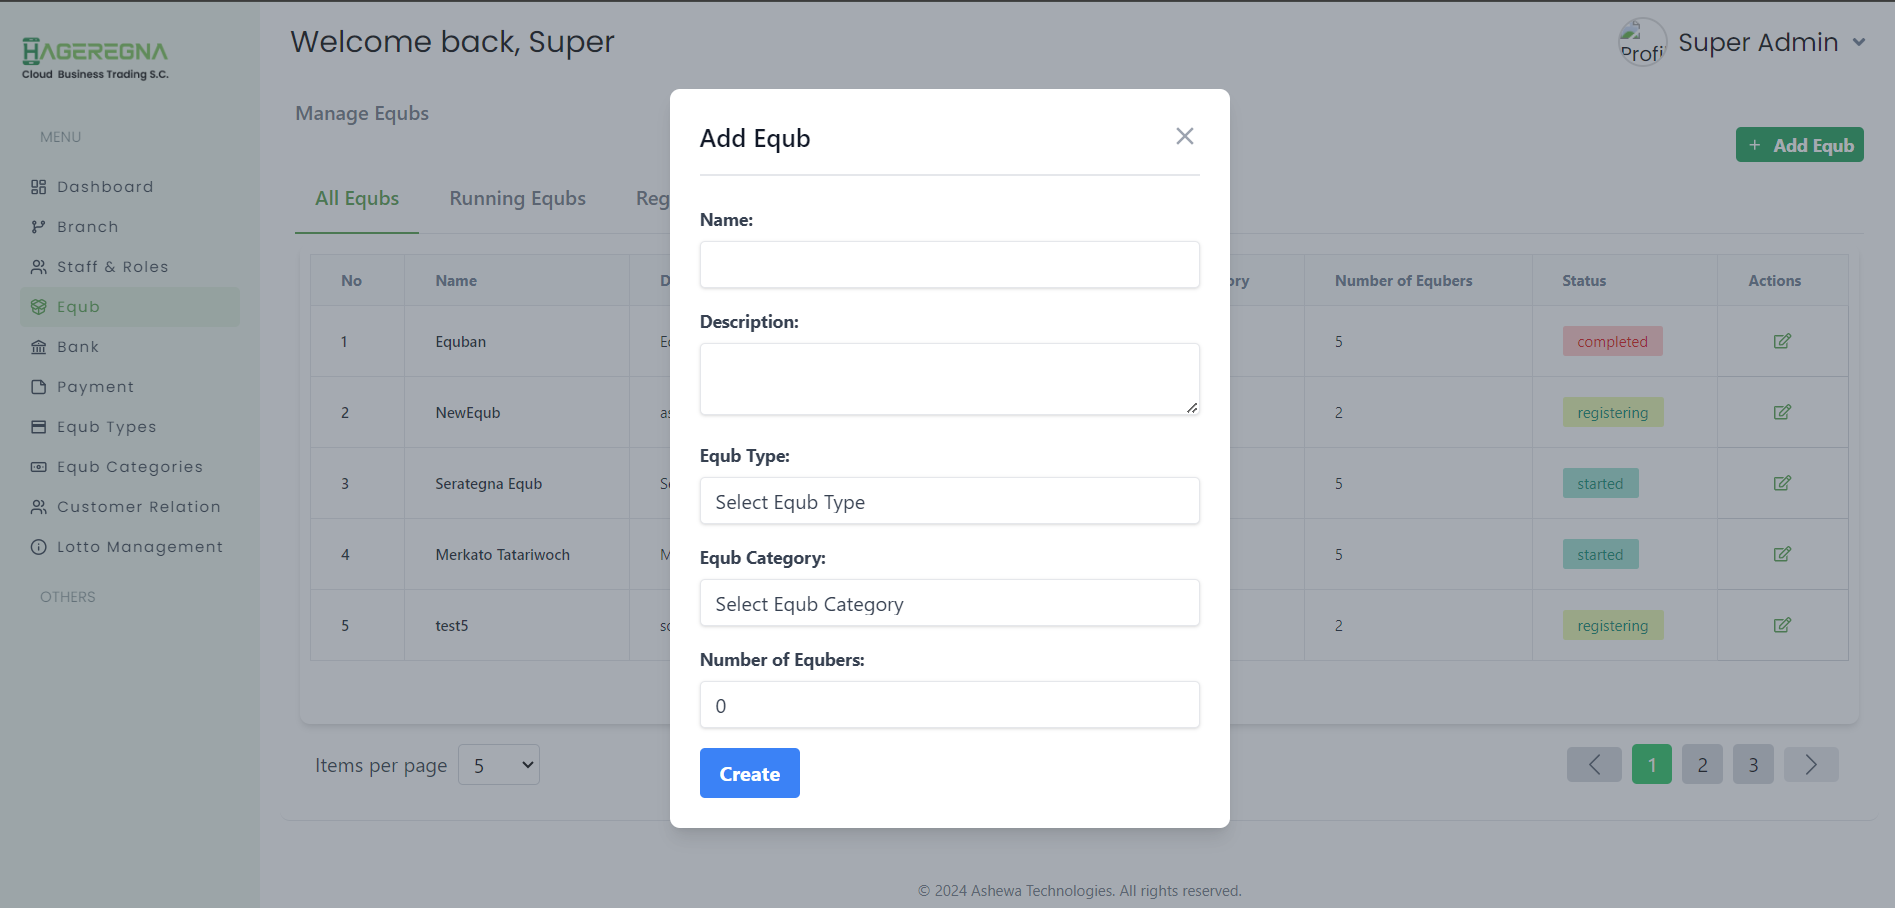 HAGEREGNA
Cloud Business Trading S.C.
MENU
Dashboard
Branch
Staff & Roles
Equb
Bank
Payment
Equb Types
Equb Categories
Customer Relation
Lotto Management
OTHERS
Welcome back, Super
Profi
Super Admin
Manage Equbs
+ Add Equb
All Equbs Running Equbs Reg
No Name D ory Number of Equbers Status Actions
1 Equban 5 completed
2 NewEqub as 2 registering
3 Serategna Equb 5 started
4 Merkato Tatariwoch 5 started
5 test5 2 registering
Items per page 5
1 2 3
Add Equb
Name:
Description:
Equb Type:
Select Equb Type
Equb Category:
Select Equb Category
Number of Equbers:
0
Create
© 2024 Ashewa Technologies. All rights reserved.